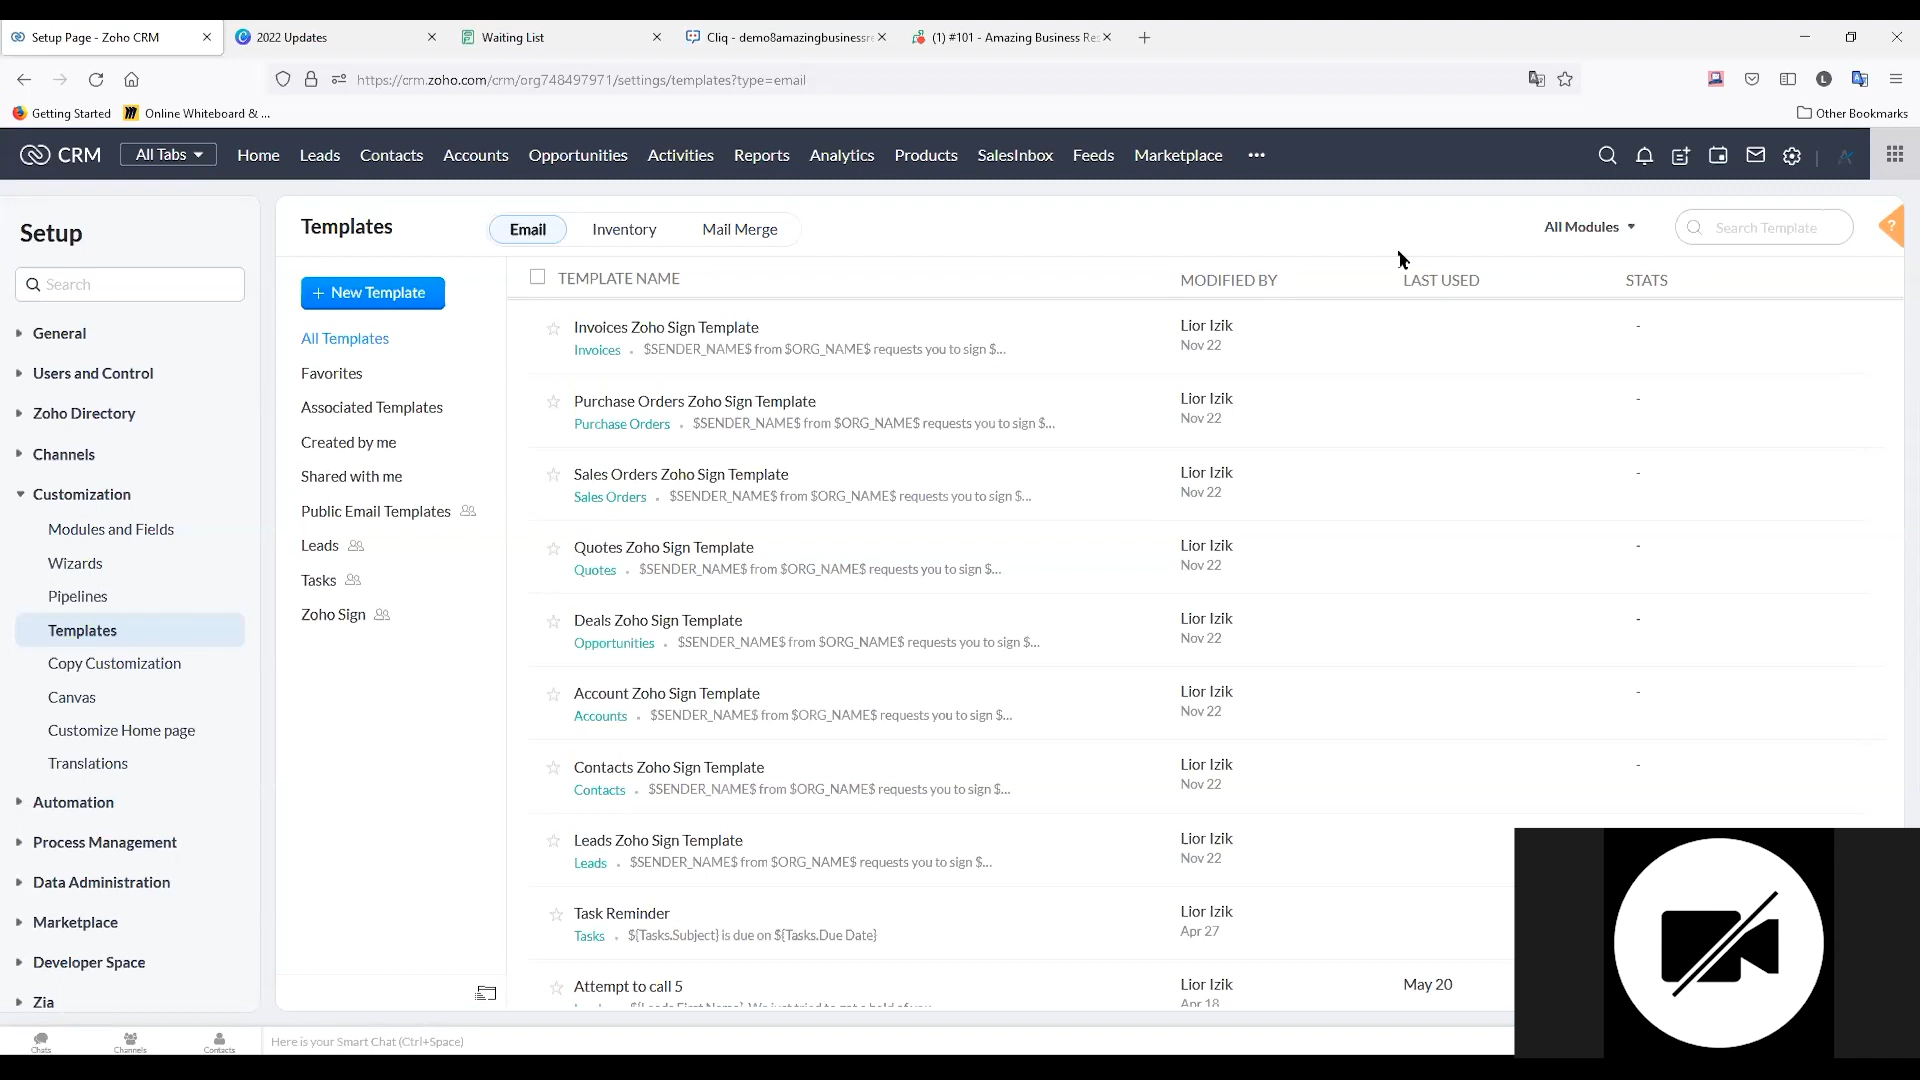 Setup Page - Zoho CRM
2022 Updates
Waiting List
Cliq - demo8amazingbusinessre
(1) #101 - Amazing Business Re
https://crm.zoho.com/crm/org748497971/settings/templates?type=email
Getting Started
Online Whiteboard & ...
Other Bookmarks
CRM
All Tabs
Home
Leads
Contacts
Accounts
Opportunities
Activities
Reports
Analytics
Products
SalesInbox
Feeds
Marketplace
Setup
Search
General
Users and Control
Zoho Directory
Channels
Customization
Modules and Fields
Wizards
Pipelines
Templates
Copy Customization
Canvas
Customize Home page
Translations
Automation
Process Management
Data Administration
Marketplace
Developer Space
Zia
Templates
Email
Inventory
Mail Merge
All Modules
Search Template
?
+ New Template
All Templates
Favorites
Associated Templates
Created by me
Shared with me
Public Email Templates
Leads
Tasks
Zoho Sign
TEMPLATE NAME
MODIFIED BY
LAST USED
STATS
Invoices Zoho Sign Template
Invoices . $SENDER_NAME$ from $ORG_NAME$ requests you to sign $...
Lior Izik
Nov 22
-
Purchase Orders Zoho Sign Template
Purchase Orders . $SENDER_NAME$ from $ORG_NAME$ requests you to sign $...
Lior Izik
Nov 22
-
Sales Orders Zoho Sign Template
Sales Orders . $SENDER_NAME$ from $ORG_NAME$ requests you to sign $...
Lior Izik
Nov 22
-
Quotes Zoho Sign Template
Quotes . $SENDER_NAME$ from $ORG_NAME$ requests you to sign $...
Lior Izik
Nov 22
-
Deals Zoho Sign Template
Opportunities . $SENDER_NAME$ from $ORG_NAME$ requests you to sign $...
Lior Izik
Nov 22
-
Account Zoho Sign Template
Accounts . $SENDER_NAME$ from $ORG_NAME$ requests you to sign $...
Lior Izik
Nov 22
-
Contacts Zoho Sign Template
Contacts . $SENDER_NAME$ from $ORG_NAME$ requests you to sign $...
Lior Izik
Nov 22
-
Leads Zoho Sign Template
Leads . $SENDER_NAME$ from $ORG_NAME$ requests you to sign $...
Lior Izik
Nov 22
Task Reminder
Tasks . ${Tasks.Subject} is due on ${Tasks.Due Date}
Lior Izik
Apr 27
Attempt to call 5
Lior Izik
Apr 18
May 20
Chats
Channels
Contacts
Here is your Smart Chat (Ctrl+Space)